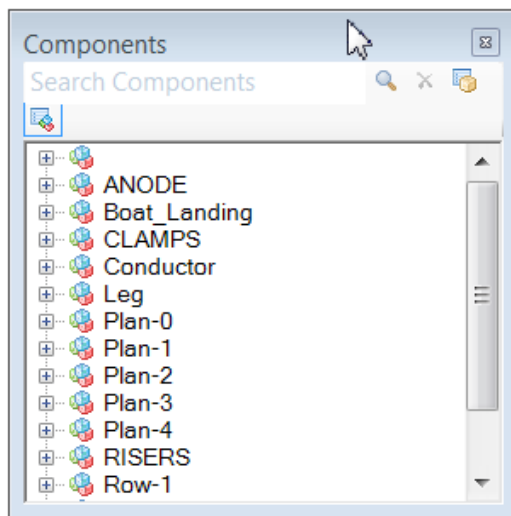 Components
Search Components
ANODE
Boat_Landing
CLAMPS
Conductor
Leg
Plan-0
Plan-1
Plan-2
Plan-3
Plan-4
RISERS
Row-1